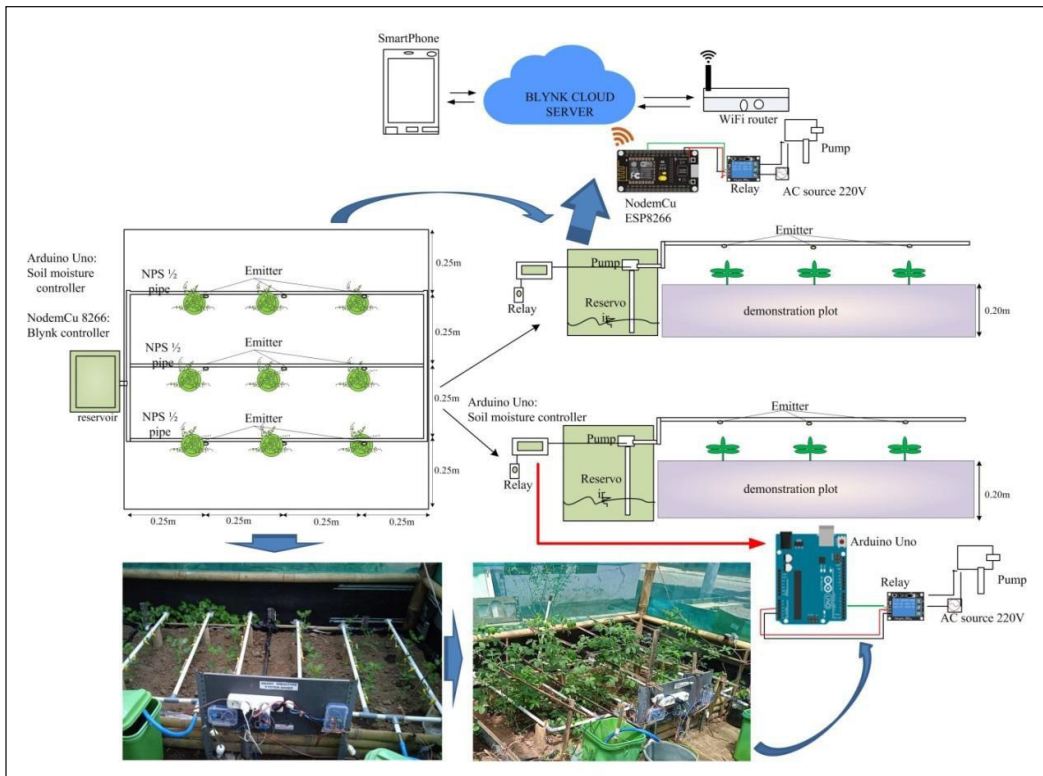 SmartPhone
BLYNK CLOUD
SERVER
WiFi router
Pump
Relay
AC source 220V
NodemCu
ESP8266
Arduino Uno:
Soil moisture
controller
NodemCu 8266:
Blynk controller
reservoir
NPS ½
pipe
Emitter
NPS ½
pipe
Emitter
NPS ½
pipe
Emitter
0.25m
0.25m
0.25m
0.25m
0.25m
0.25m
0.25m
0.25m
Relay
Pump
Reservo
ir
Emitter
demonstration plot
0.20m
Arduino Uno:
Soil moisture controller
Relay
Pump
Reservo
ir
Emitter
demonstration plot
0.20m
Arduino Uno
Relay
Pump
AC source 220V